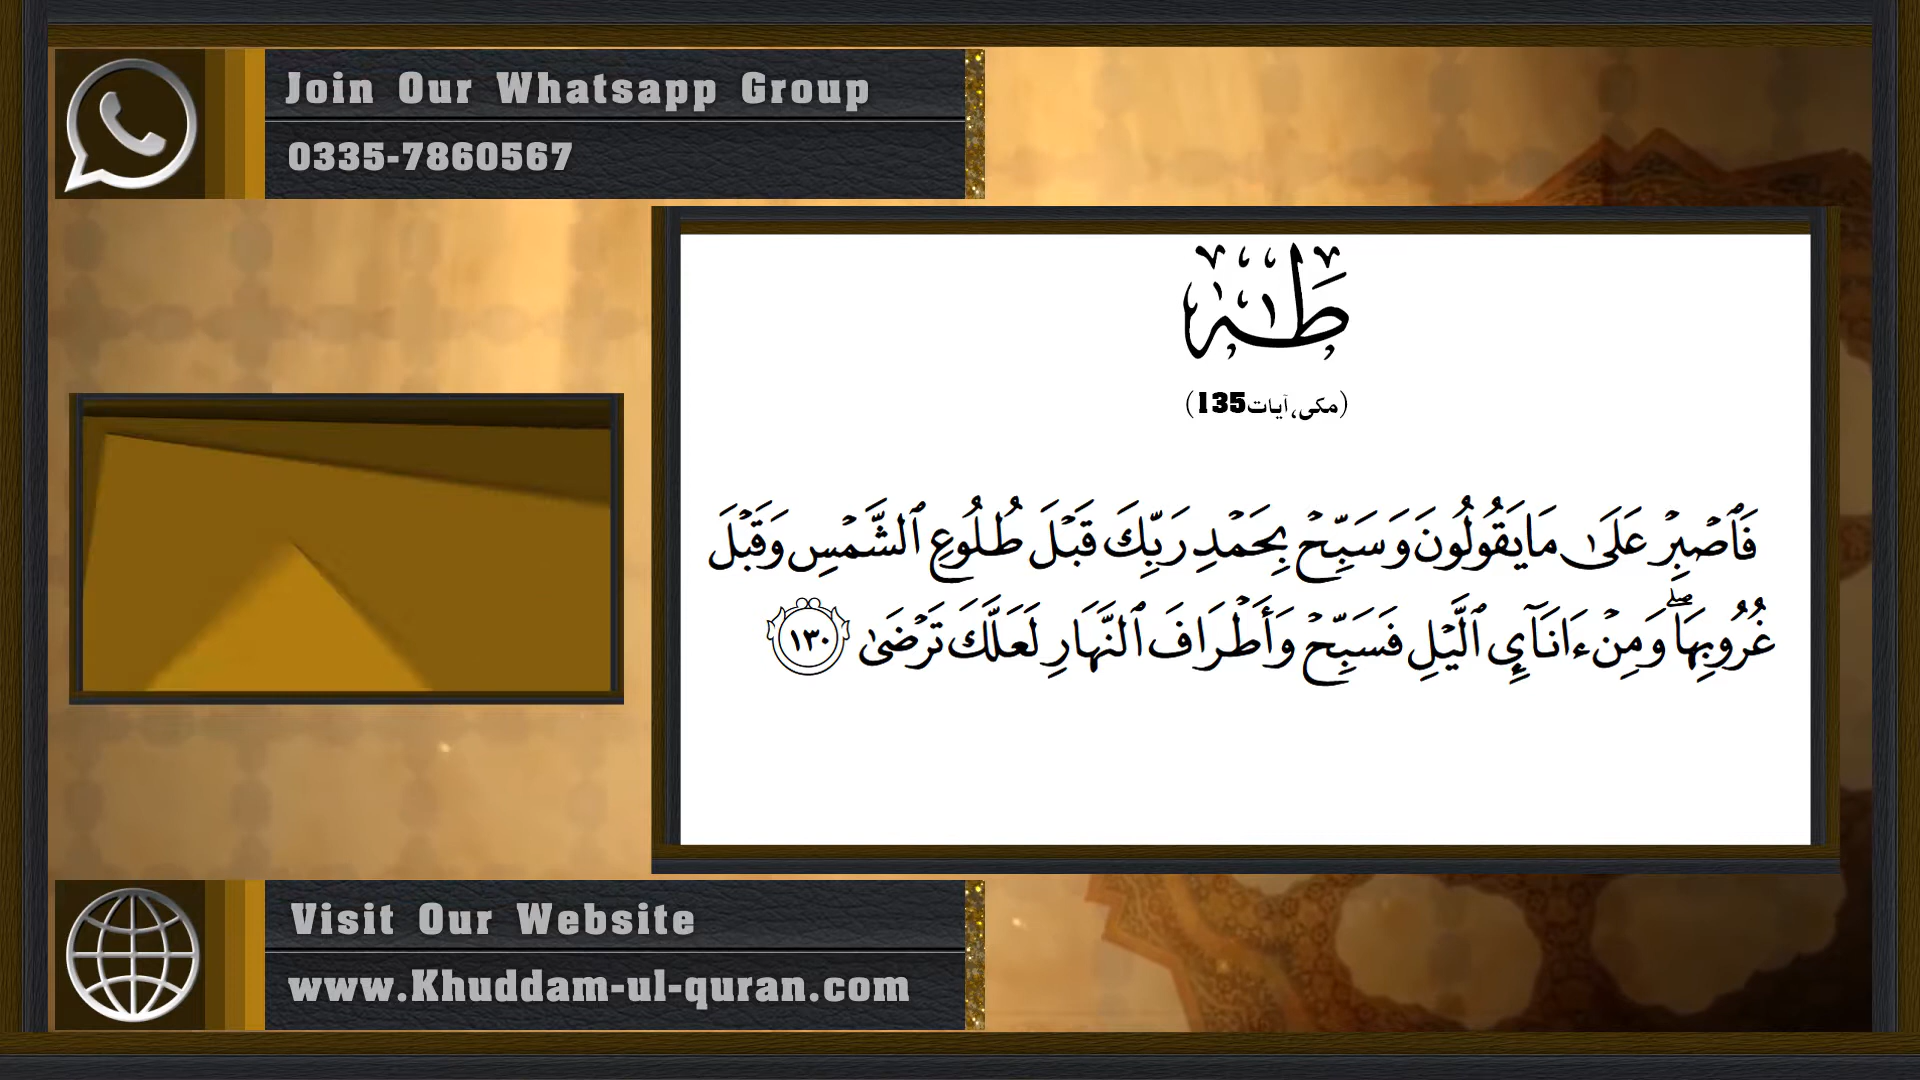 Join Our Whatsapp Group
0335-7860567
طٰهٰ
(مکی، آیات 135)
فَٱصۡبِرۡ عَلَىٰ مَا يَقُولُونَ وَسَبِّحۡ بِحَمۡدِ رَبِّكَ قَبۡلَ طُلُوعِ ٱلشَّمۡسِ وَقَبۡلَ
غُرُوبِهَاۖ وَمِنۡ ءَانَآيِٕ ٱلَّيۡلِ فَسَبِّحۡ وَأَطۡرَافَ ٱلنَّهَارِ لَعَلَّكَ تَرۡضَىٰ ١٣٠
Visit Our Website
www.Khuddam-ul-quran.com